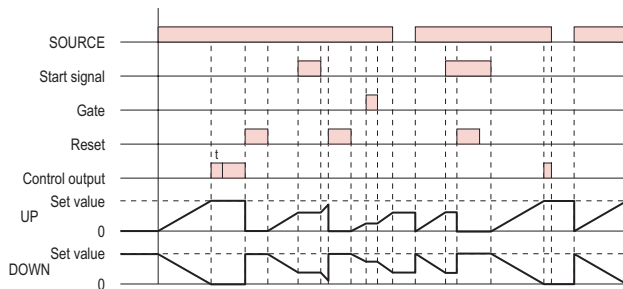 SOURCE
Start signal
Gate
Reset
t
Control output
Set value
UP
0
Set value
DOWN
0